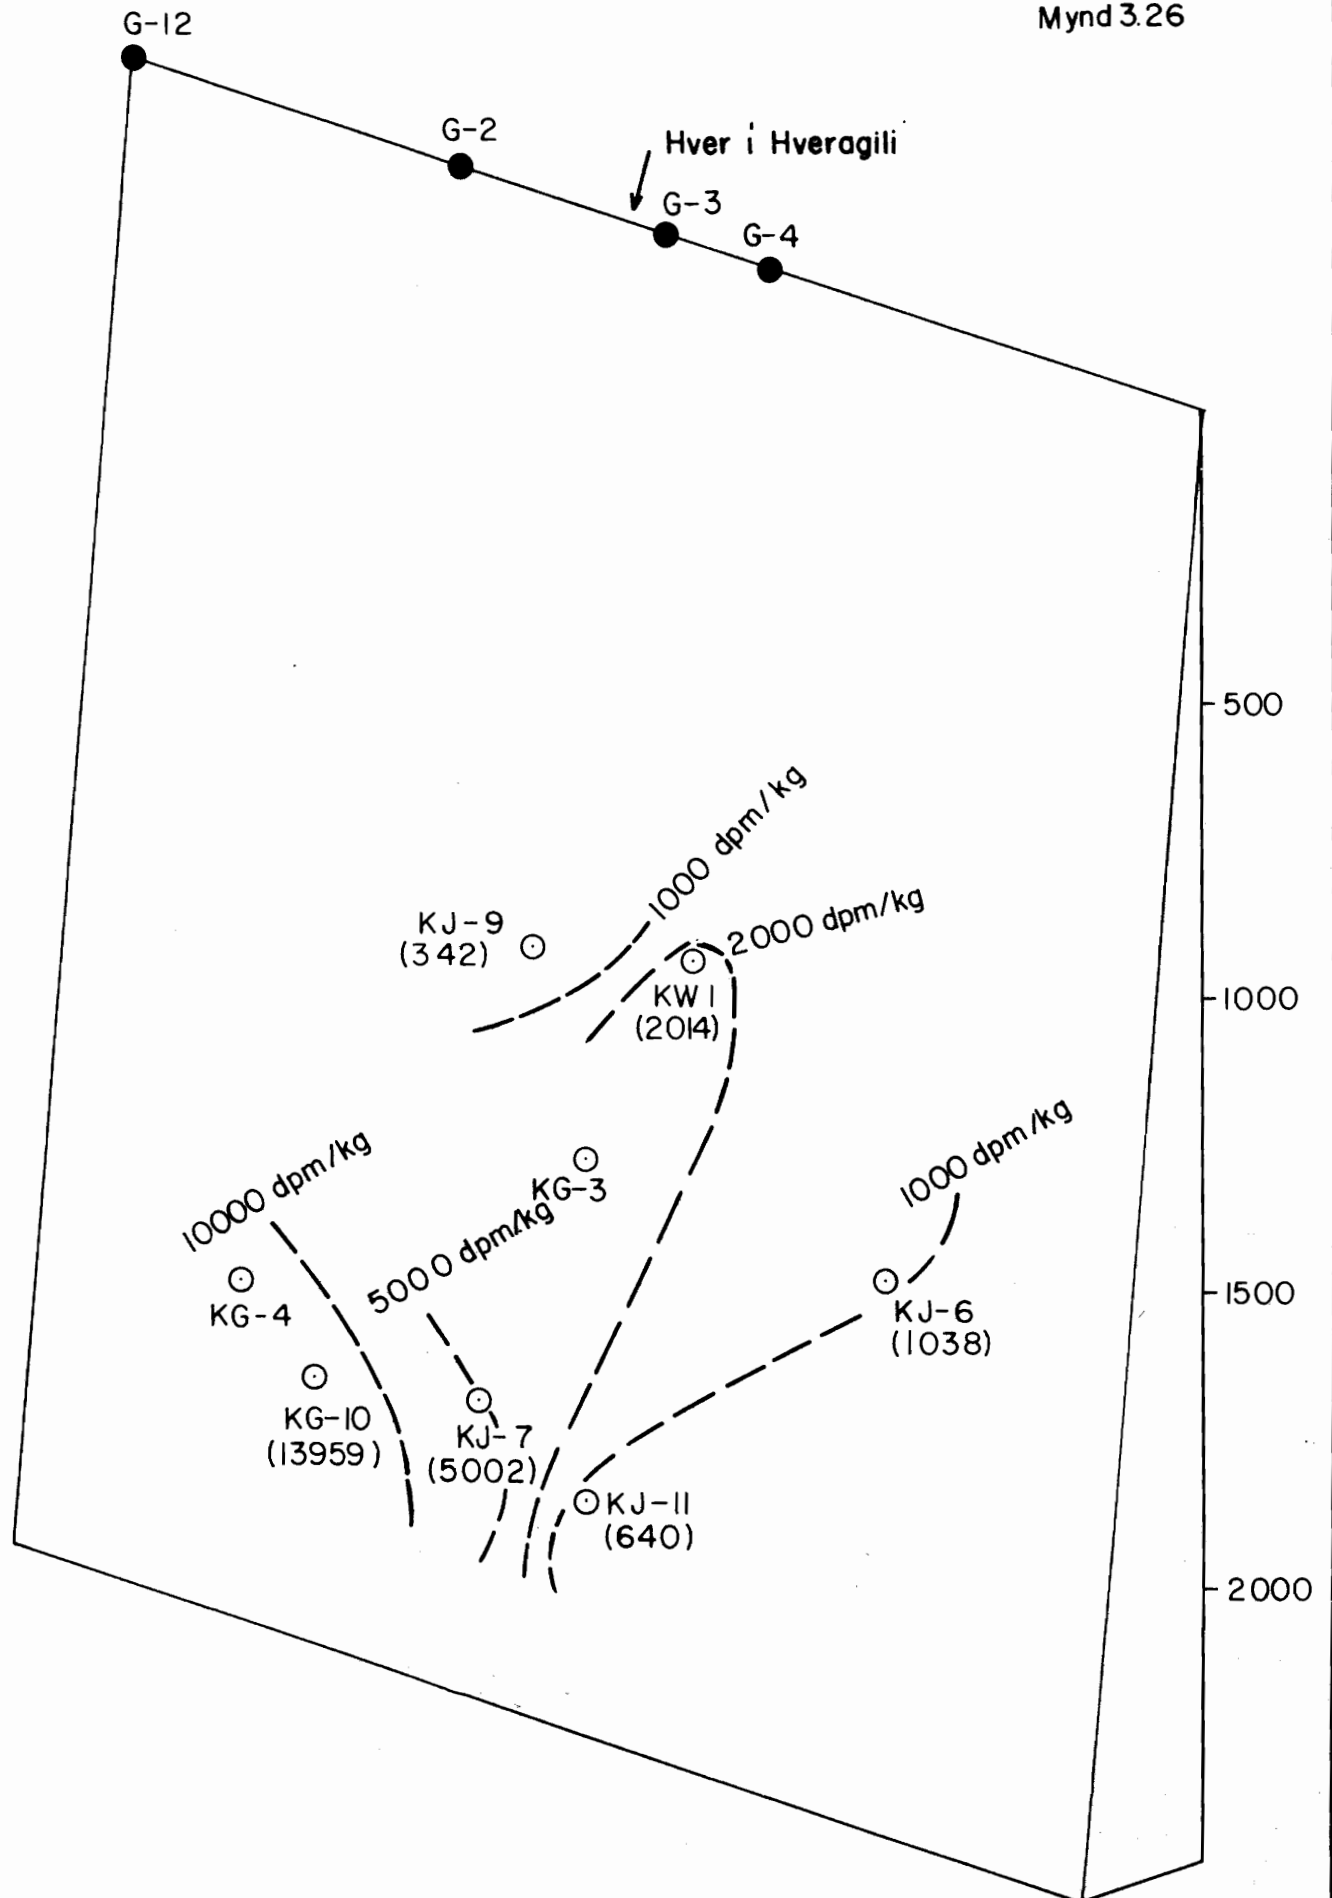 Mynd 3.26
G-12
G-2
Hver í Hveragili
G-3
G-4
500
1000 dpm/kg
2000 dpm/kg
KJ-9
(342)
KW 1
(2014)
1000
1000 dpm/kg
10000 dpm/kg
KG-3
5000 dpm/kg
KG-4
1500
KJ-6
(1038)
KG-10
(13959)
KJ-7
(5002)
KJ-11
(640)
2000